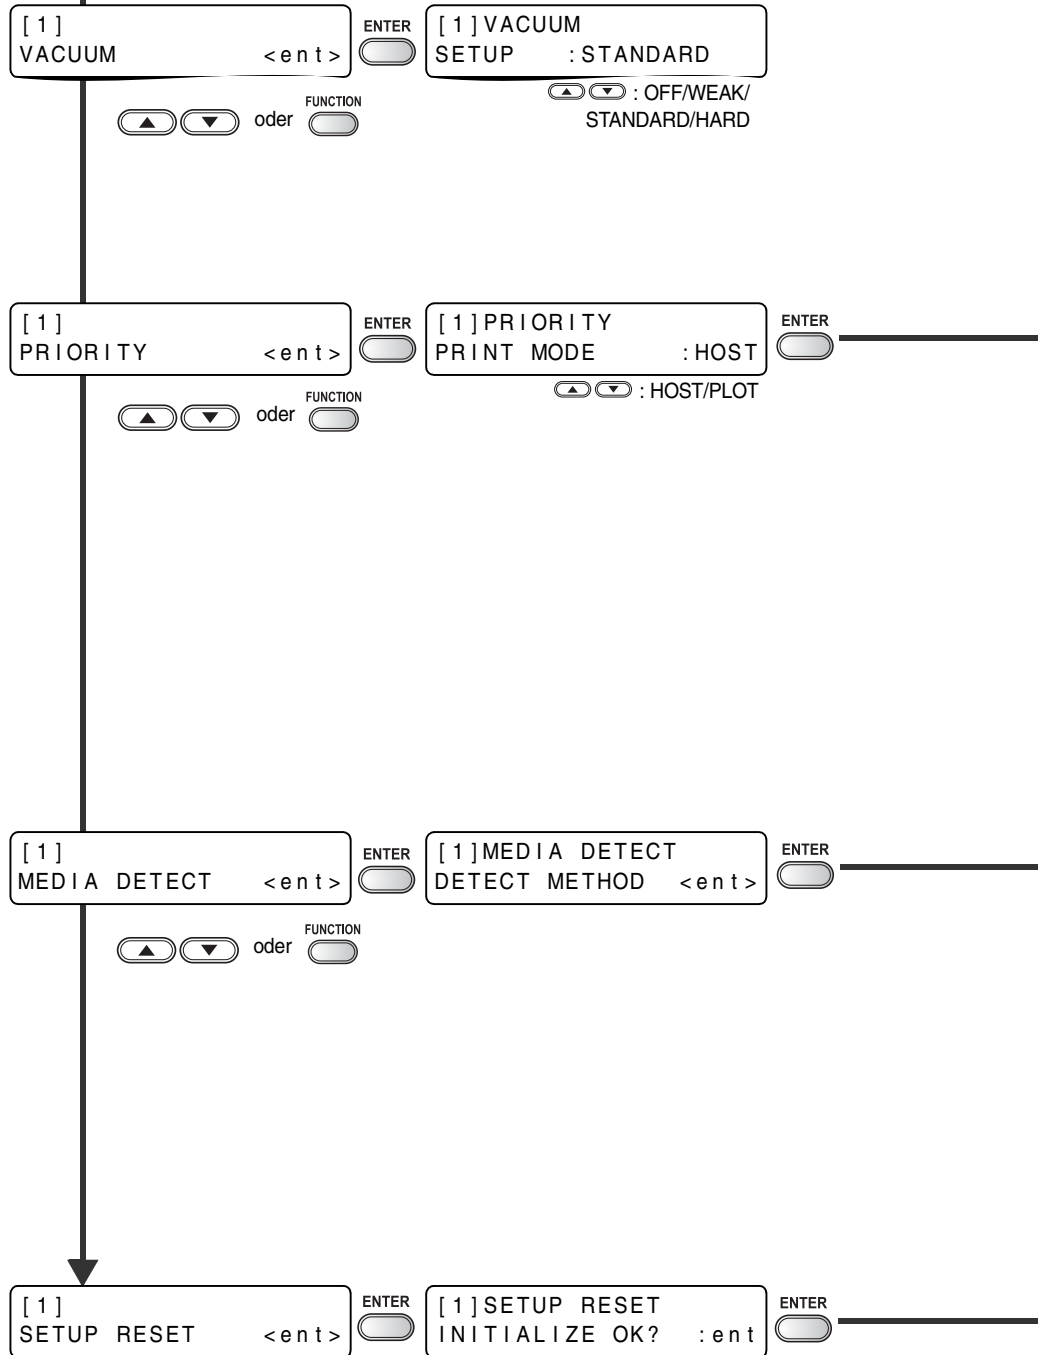 [1]
VACUUM <ent>
ENTER
[1]VACUUM
SETUP :STANDARD
: OFF/WEAK/
STANDARD/HARD
oder
FUNCTION
[1]
PRIORITY <ent>
ENTER
[1]PRIORITY
PRINT MODE :HOST
ENTER
: HOST/PLOT
oder
FUNCTION
[1]
MEDIA DETECT <ent>
ENTER
[1]MEDIA DETECT
DETECT METHOD <ent>
ENTER
oder
FUNCTION
[1]
SETUP RESET <ent>
ENTER
[1]SETUP RESET
INITIALIZE OK? :ent
ENTER